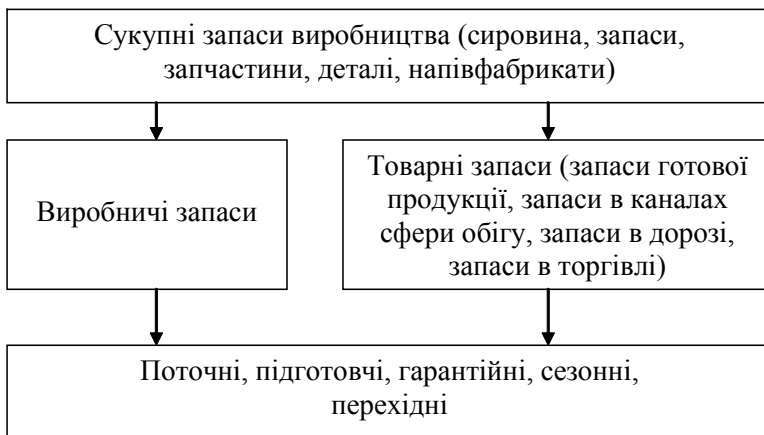 Сукупні запаси виробництва (сировина, запаси,
запчастини, деталі, напівфабрикати)
Виробничі запаси
Товарні запаси (запаси готової
продукції, запаси в каналах
сфери обігу, запаси в дорозі,
запаси в торгівлі)
Поточні, підготовчі, гарантійні, сезонні,
перехідні